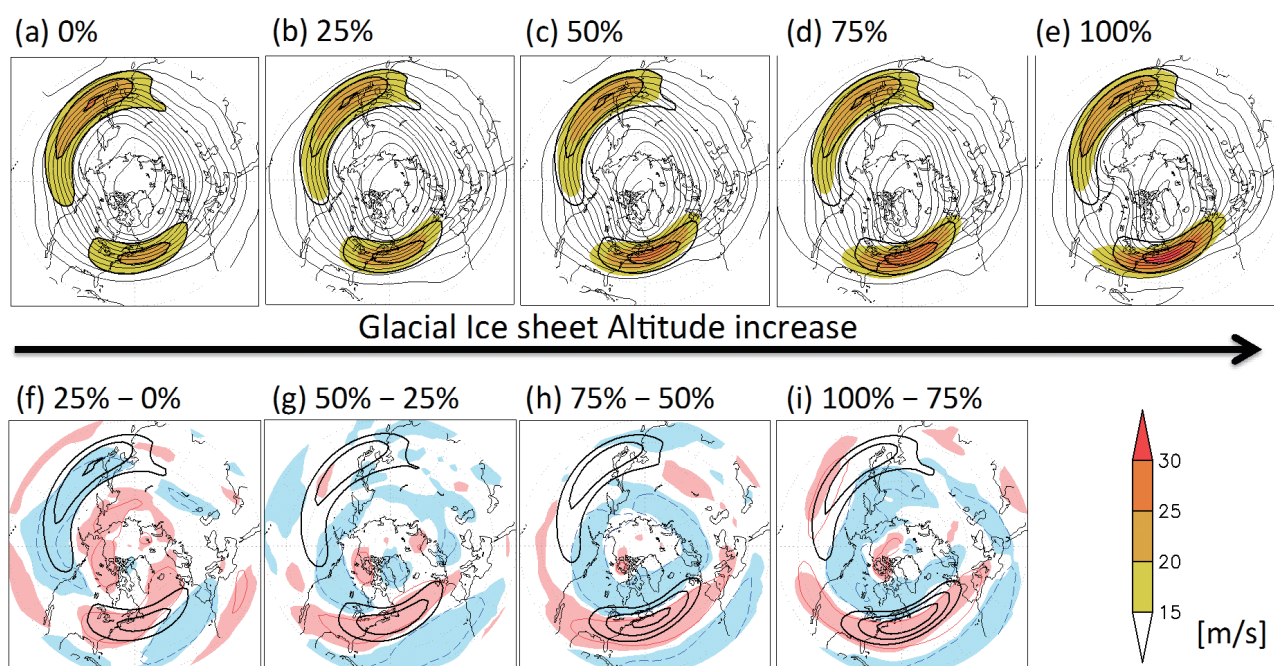 (a) 0%
(b) 25%
(c) 50%
(d) 75%
(e) 100%
Glacial Ice sheet Altitude increase
(f) 25% – 0%
(g) 50% – 25%
(h) 75% – 50%
(i) 100% – 75%
30
25
20
15
[m/s]